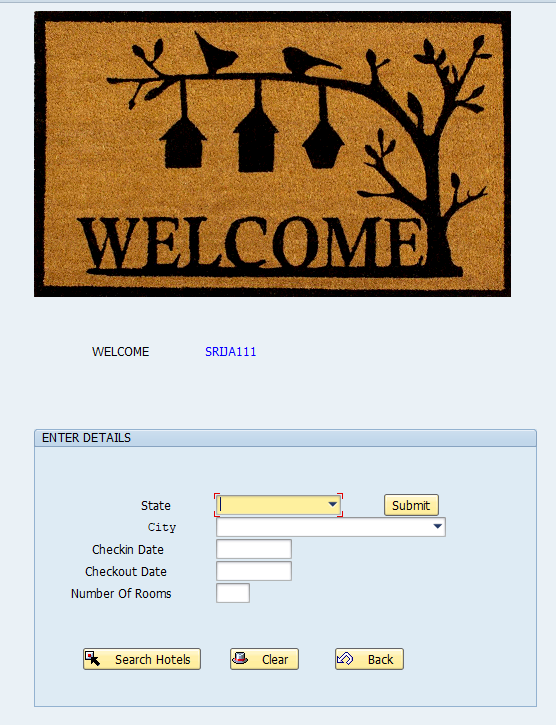 WELCOME
WELCOME SRIJA111
ENTER DETAILS
State Submit
City
Checkin Date
Checkout Date
Number Of Rooms
Search Hotels Clear Back